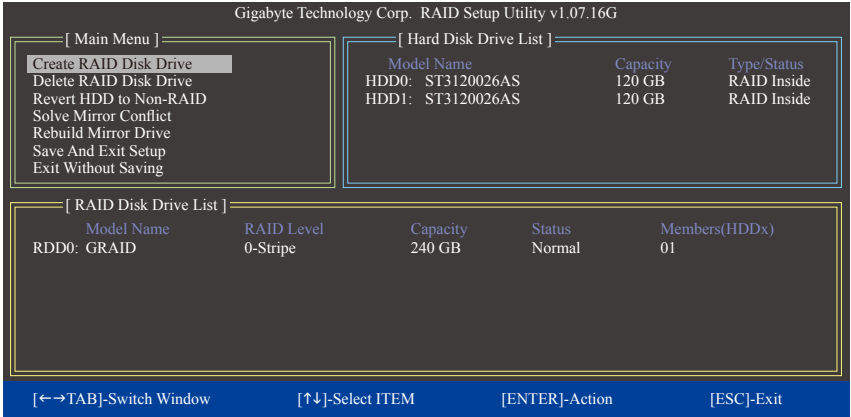 Gigabyte Technology Corp. RAID Setup Utility v1.07.16G
[ Main Menu ]
Create RAID Disk Drive
Delete RAID Disk Drive
Revert HDD to Non-RAID
Solve Mirror Conflict
Rebuild Mirror Drive
Save And Exit Setup
Exit Without Saving
[ Hard Disk Drive List ]
Model Name Capacity Type/Status
HDD0: ST3120026AS 120 GB RAID Inside
HDD1: ST3120026AS 120 GB RAID Inside
[ RAID Disk Drive List ]
Model Name RAID Level Capacity Status Members(HDDx)
RDD0: GRAID 0-Stripe 240 GB Normal 01
[←→TAB]-Switch Window [↑↓]-Select ITEM [ENTER]-Action [ESC]-Exit